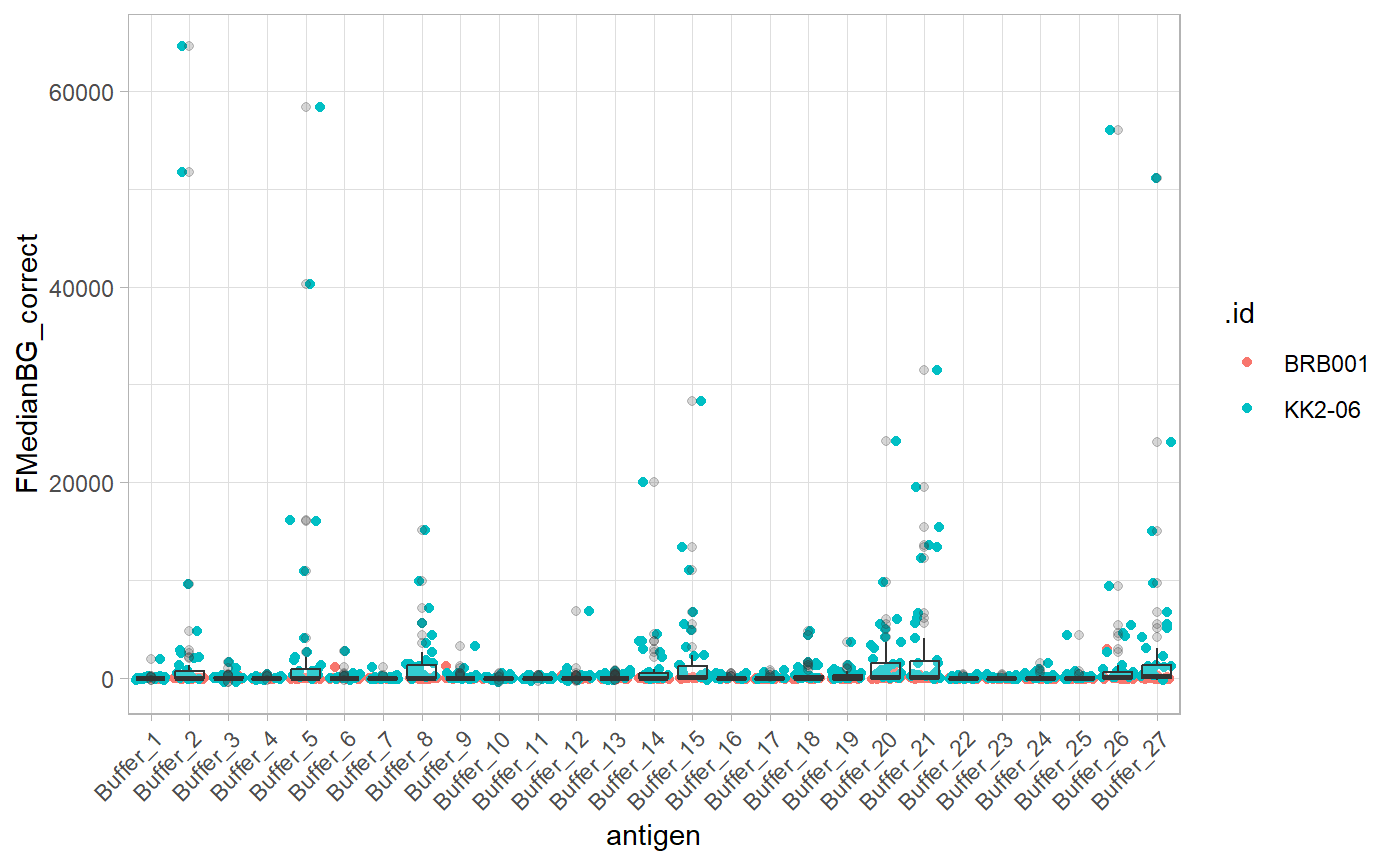 FMedianBG_correct
60000
40000
20000
0
Buffer_1
Buffer_2
Buffer_3
Buffer_4
Buffer_5
Buffer_6
Buffer_7
Buffer_8
Buffer_9
Buffer_10
Buffer_11
Buffer_12
Buffer_13
Buffer_14
Buffer_15
Buffer_16
Buffer_17
Buffer_18
Buffer_19
Buffer_20
Buffer_21
Buffer_22
Buffer_23
Buffer_24
Buffer_25
Buffer_26
Buffer_27
antigen
.id
BRB001
KK2-06